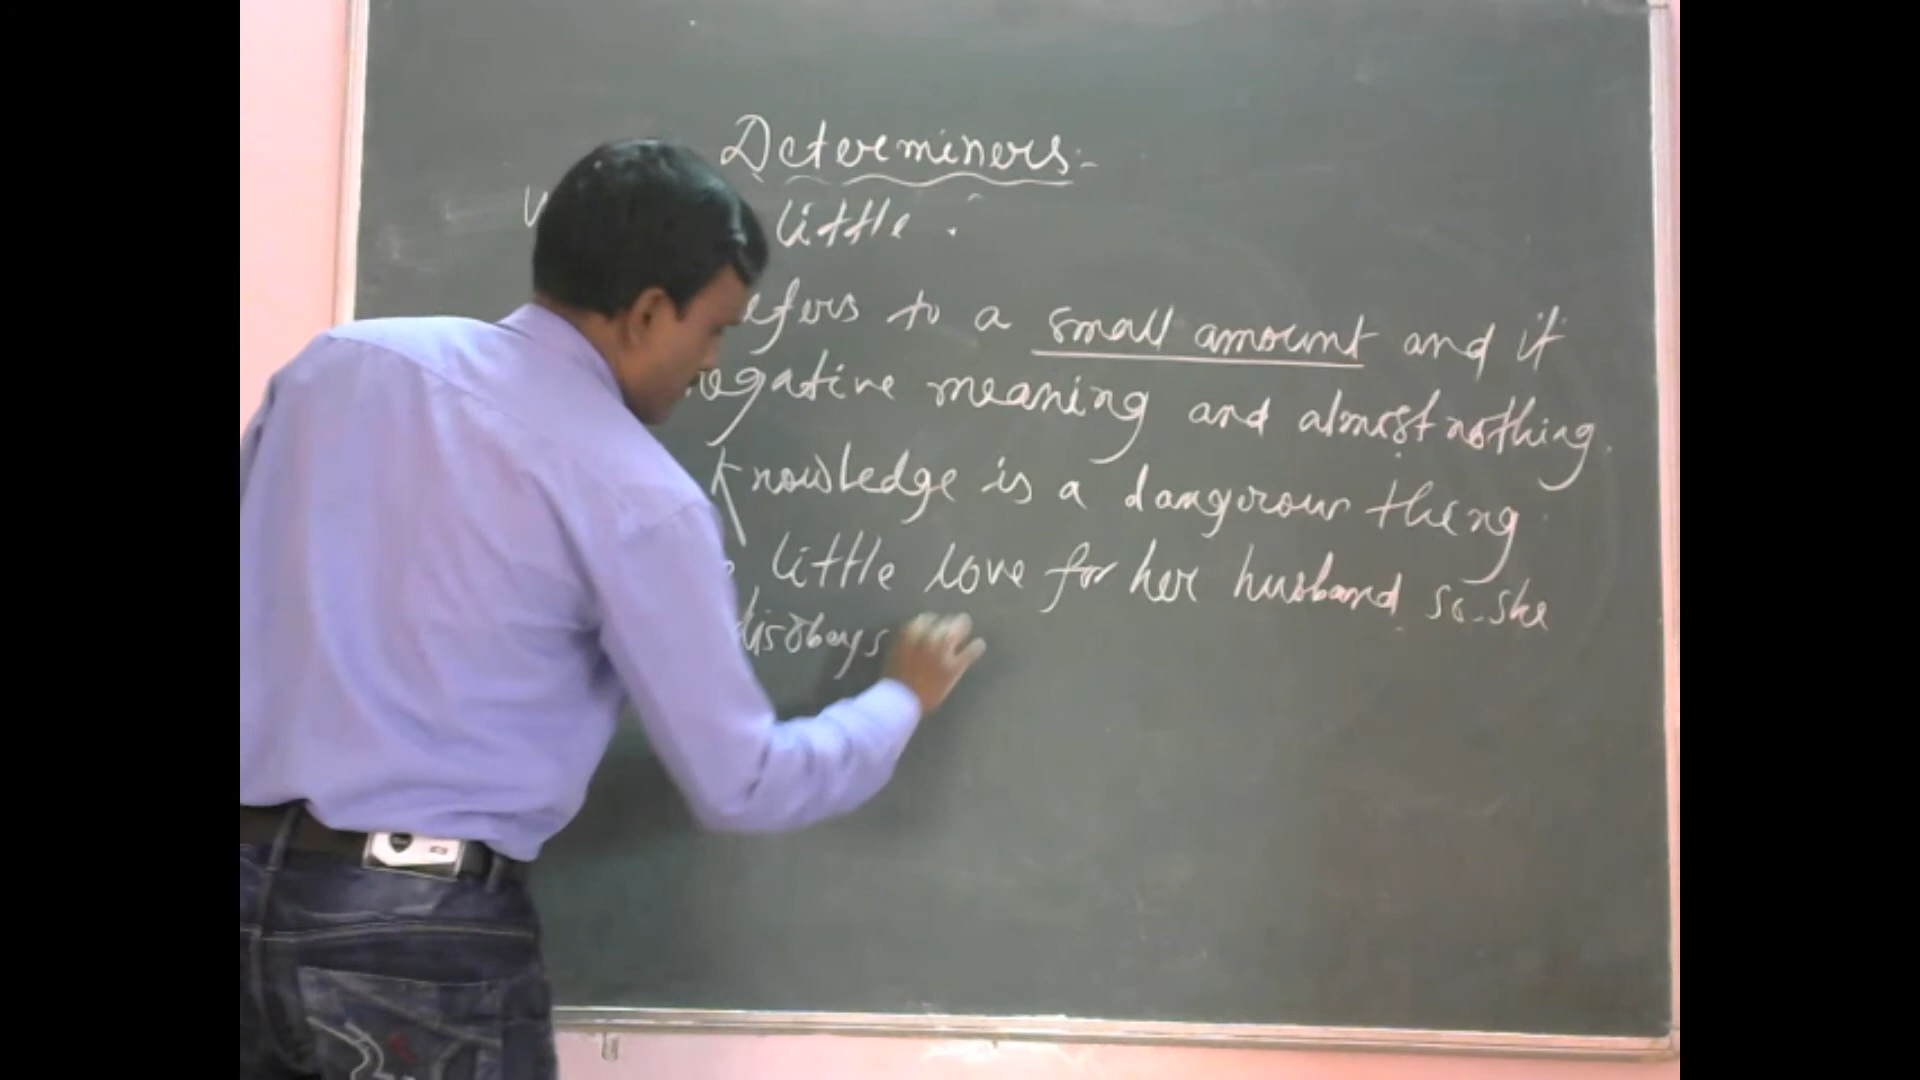 Determiners:-
little :
efers to a small amount and it
negative meaning and almost nothing.
Knowledge is a dangerous thing
little love for her husband so she
disobeys